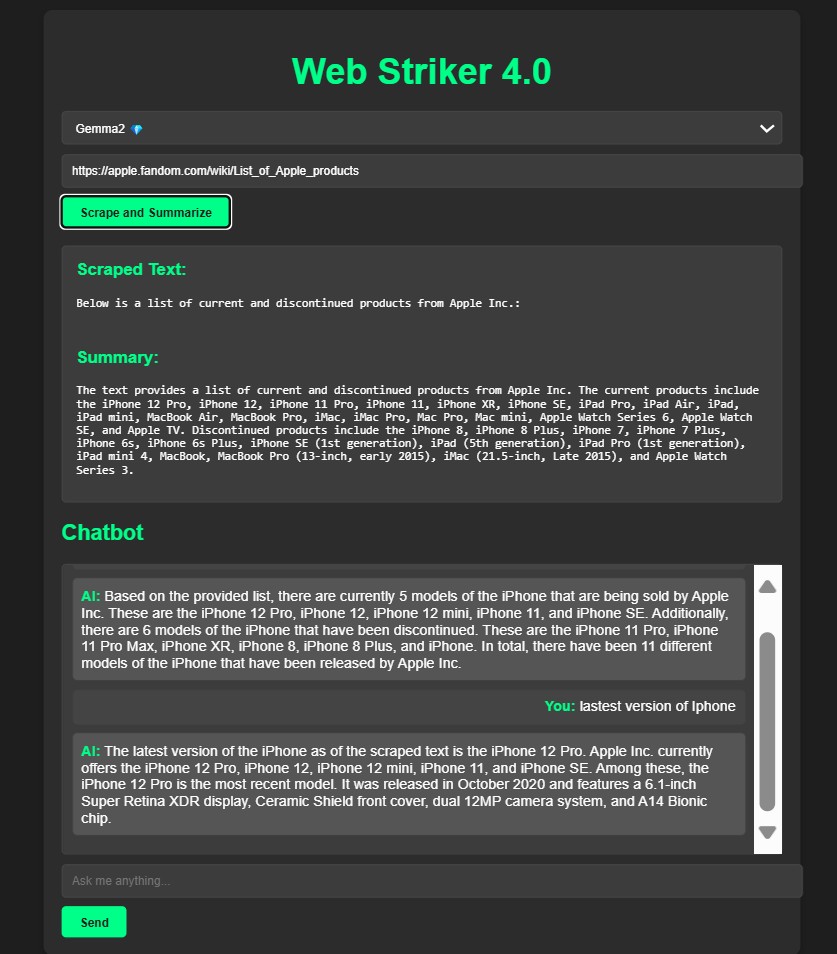 Web Striker 4.0
Gemma2 💎
https://apple.fandom.com/wiki/List_of_Apple_products
Scrape and Summarize
Scraped Text:
Below is a list of current and discontinued products from Apple Inc.:
Summary:
The text provides a list of current and discontinued products from Apple Inc. The current products include
the iPhone 12 Pro, iPhone 12, iPhone 11 Pro, iPhone 11, iPhone XR, iPhone SE, iPad Pro, iPad Air, iPad,
iPad mini, MacBook Air, MacBook Pro, iMac, iMac Pro, Mac Pro, Mac mini, Apple Watch Series 6, Apple Watch
SE, and Apple TV. Discontinued products include the iPhone 8, iPhone 8 Plus, iPhone 7, iPhone 7 Plus,
iPhone 6s, iPhone 6s Plus, iPhone SE (1st generation), iPad (5th generation), iPad Pro (1st generation),
iPad mini 4, MacBook, MacBook Pro (13-inch, early 2015), iMac (21.5-inch, Late 2015), and Apple Watch
Series 3.
Chatbot
AI: Based on the provided list, there are currently 5 models of the iPhone that are being sold by Apple
Inc. These are the iPhone 12 Pro, iPhone 12, iPhone 12 mini, iPhone 11, and iPhone SE. Additionally,
there are 6 models of the iPhone that have been discontinued. These are the iPhone 11 Pro, iPhone
11 Pro Max, iPhone XR, iPhone 8, iPhone 8 Plus, and iPhone. In total, there have been 11 different
models of the iPhone that have been released by Apple Inc.
You: lastest version of Iphone
AI: The latest version of the iPhone as of the scraped text is the iPhone 12 Pro. Apple Inc. currently
offers the iPhone 12 Pro, iPhone 12, iPhone 12 mini, iPhone 11, and iPhone SE. Among these, the
iPhone 12 Pro is the most recent model. It was released in October 2020 and features a 6.1-inch
Super Retina XDR display, Ceramic Shield front cover, dual 12MP camera system, and A14 Bionic
chip.
Ask me anything...
Send